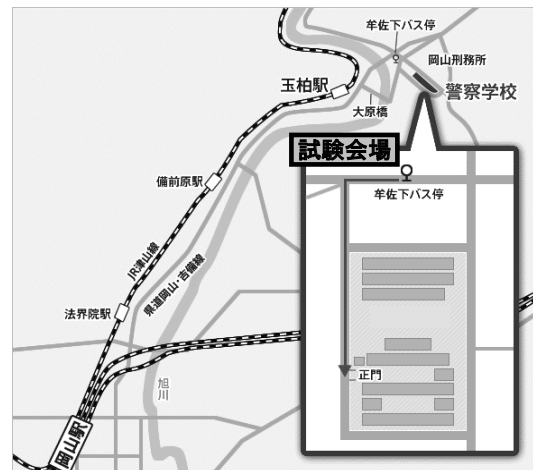 牟佐下バス停
岡山刑務所
玉柏駅
警察学校
大原橋
試験会場
備前原駅
牟佐下バス停
JR津山線
県道岡山・吉備線
法界院駅
正門
旭川
岡山駅